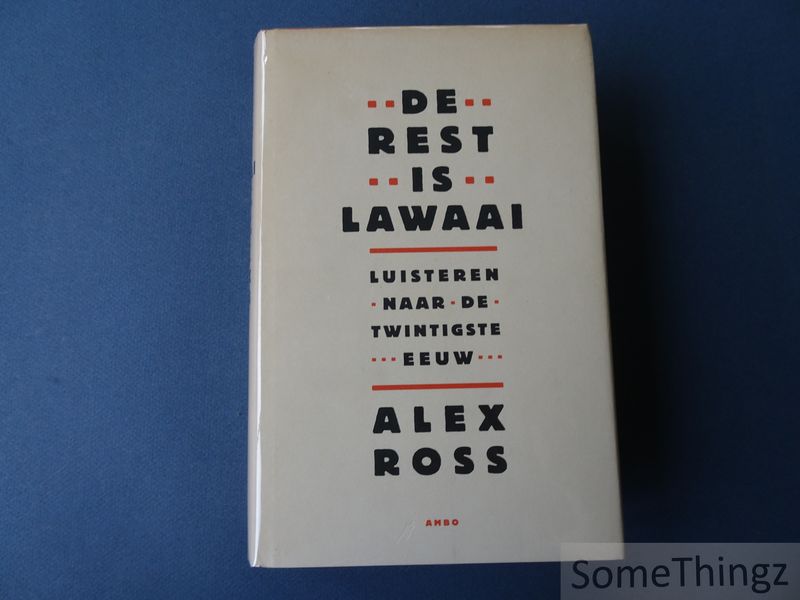 DE
REST
IS
LAWAAI
LUISTEREN
NAAR · DE
TWINTIGSTE
EEUW
ALEX
ROSS
AMBO
SomeThingz